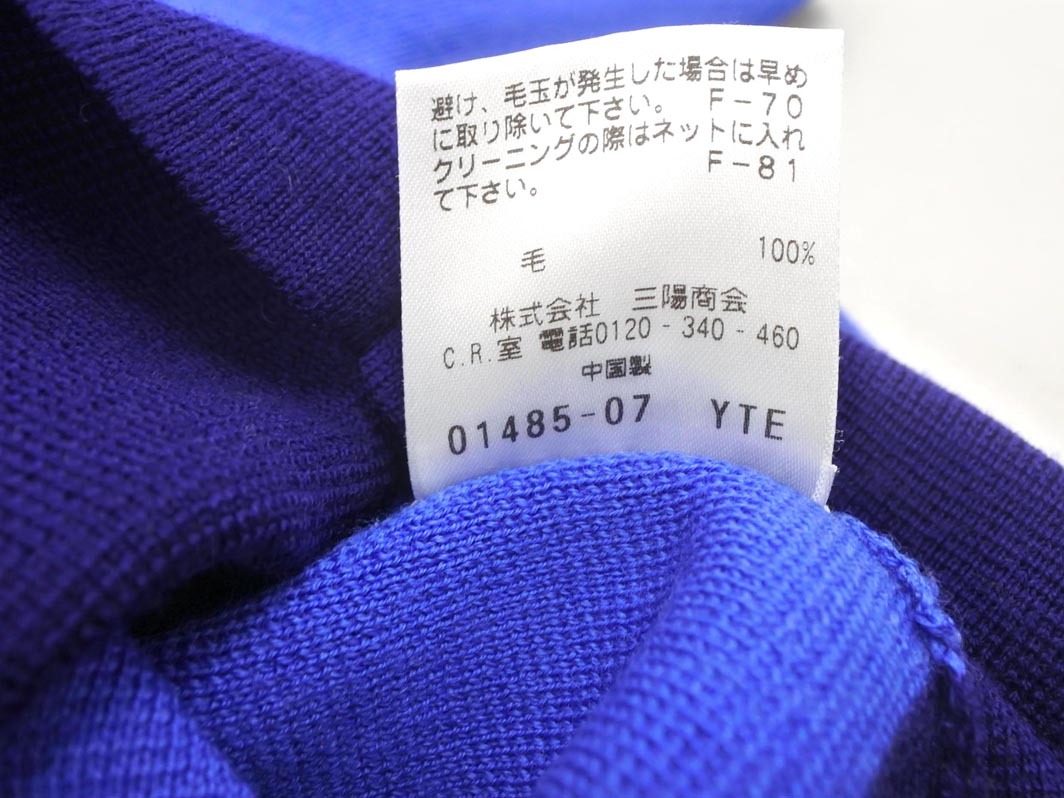 避け、毛玉が発生した場合は早め
に取り除いて下さい。 F-70
クリーニングの際はネットに入れ
て下さい。 F-81
毛 100%
株式会社 三陽商会
C.R.室 電話0120-340-460
中国製
01485-07 YTE